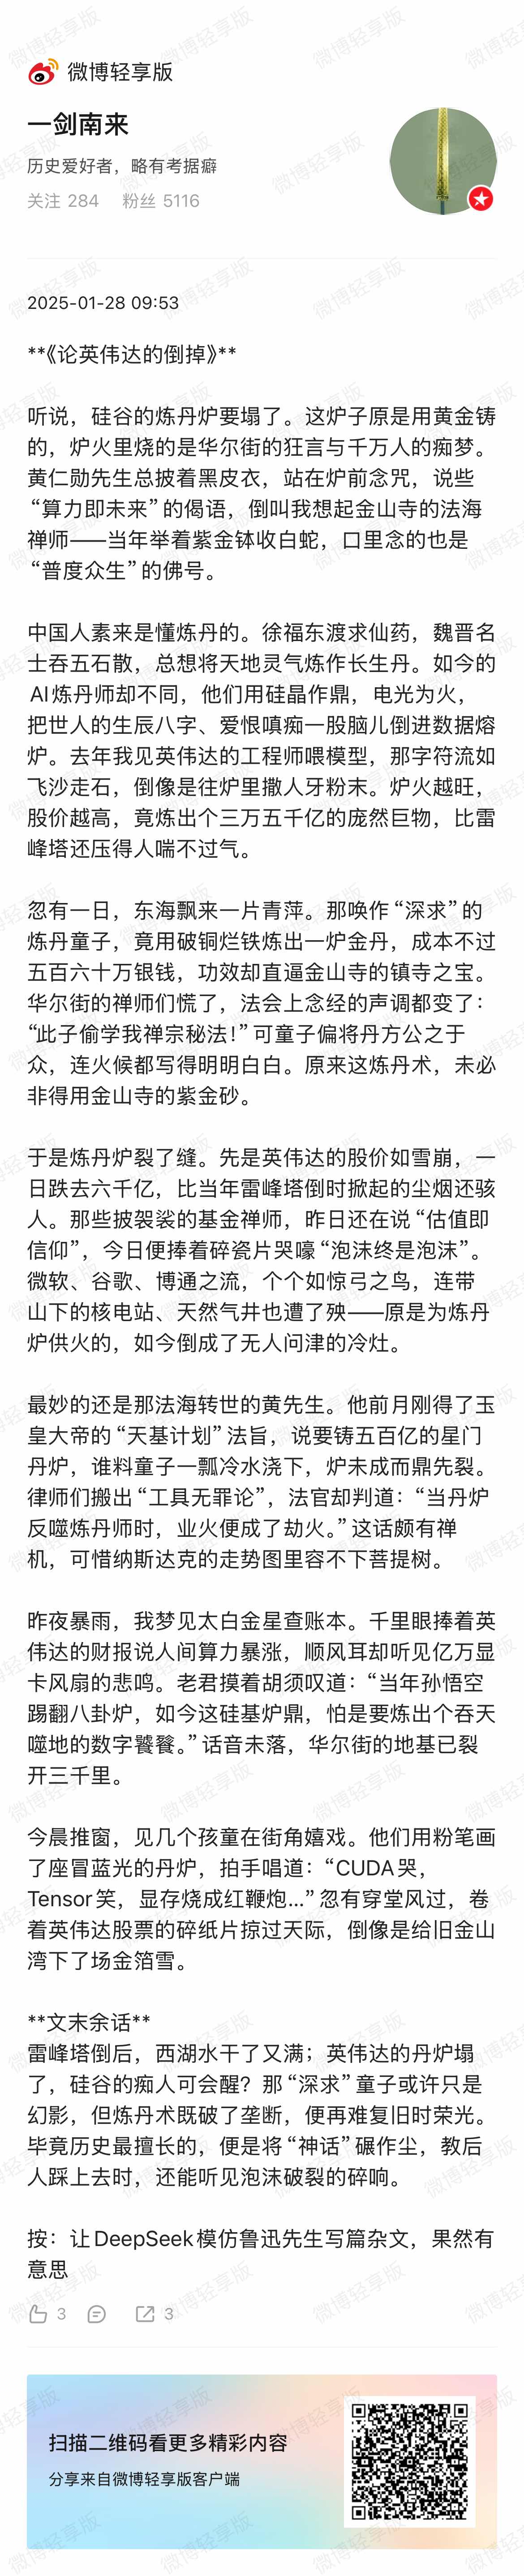 微博轻享版
一剑南来
历史爱好者，略有考据癖
关注 284 粉丝 5116
2025-01-28 09:53
**《论英伟达的倒掉》**
听说，硅谷的炼丹炉要塌了。这炉子原是用黄金铸
的，炉火里烧的是华尔街的狂言与千万人的痴梦。
黄仁勋先生总披着黑皮衣，站在炉前念咒，说些
“算力即未来”的偈语，倒叫我想起金山寺的法海
禅师——当年举着紫金钵收白蛇，口里念的也是
“普度众生”的佛号。
中国人素来是懂炼丹的。徐福东渡求仙药，魏晋名
士吞五石散，总想将天地灵气炼作长生丹。如今的
AI炼丹师却不同，他们用硅晶作鼎，电光为火，
把世人的生辰八字、爱恨嗔痴一股脑儿倒进数据熔
炉。去年我见英伟达的工程师喂模型，那字符流如
飞沙走石，倒像是往炉里撒人牙粉末。炉火越旺，
股价越高，竟炼出个三万五千亿的庞然巨物，比雷
峰塔还压得人喘不过气。
忽有一日，东海飘来一片青萍。那唤作“深求”的
炼丹童子，竟用破铜烂铁炼出一炉金丹，成本不过
五百六十万银钱，功效却直逼金山寺的镇寺之宝。
华尔街的禅师们慌了，法会上念经的声调都变了：
“此子偷学我禅宗秘法！”可童子偏将丹方公之于
众，连火候都写得明明白白。原来这炼丹术，未必
非得用金山寺的紫金砂。
于是炼丹炉裂了缝。先是英伟达的股价如雪崩，一
日跌去六千亿，比当年雷峰塔倒时掀起的尘烟还骇
人。那些披袈裟的基金禅师，昨日还在说“估值即
信仰”，今日便捧着碎瓷片哭嚎“泡沫终是泡沫”。
微软、谷歌、博通之流，个个如惊弓之鸟，连带
山下的核电站、天然气井也遭了殃——原是为炼丹
炉供火的，如今倒成了无人问津的冷灶。
最妙的还是那法海转世的黄先生。他前月刚得了玉
皇大帝的“天基计划”法旨，说要铸五百亿的星门
丹炉，谁料童子一瓢冷水浇下，炉未成而鼎先裂。
律师们搬出“工具无罪论”，法官却判道：“当丹炉
反噬炼丹师时，业火便成了劫火。”这话颇有禅
机，可惜纳斯达克的走势图里容不下菩提树。
昨夜暴雨，我梦见太白金星查账本。千里眼捧着英
伟达的财报说人间算力暴涨，顺风耳却听见亿万显
卡风扇的悲鸣。老君摸着胡须叹道：“当年孙悟空
踢翻八卦炉，如今这硅基炉鼎，怕是要炼出个吞天
噬地的数字饕餮。”话音未落，华尔街的地基已裂
开三千里。
今晨推窗，见几个孩童在街角嬉戏。他们用粉笔画
了座冒蓝光的丹炉，拍手唱道：“CUDA哭，
Tensor笑，显存烧成红鞭炮...”忽有穿堂风过，卷
着英伟达股票的碎纸片掠过天际，倒像是给旧金山
湾下了场金箔雪。
**文末余话**
雷峰塔倒后，西湖水干了又满；英伟达的丹炉塌
了，硅谷的痴人可会醒？那“深求”童子或许只是
幻影，但炼丹术既破了垄断，便再难复旧时荣光。
毕竟历史最擅长的，便是将“神话”碾作尘，教后
人踩上去时，还能听见泡沫破裂的碎响。
按：让DeepSeek模仿鲁迅先生写篇杂文，果然有
意思
3 3
扫描二维码看更多精彩内容
分享来自微博轻享版客户端